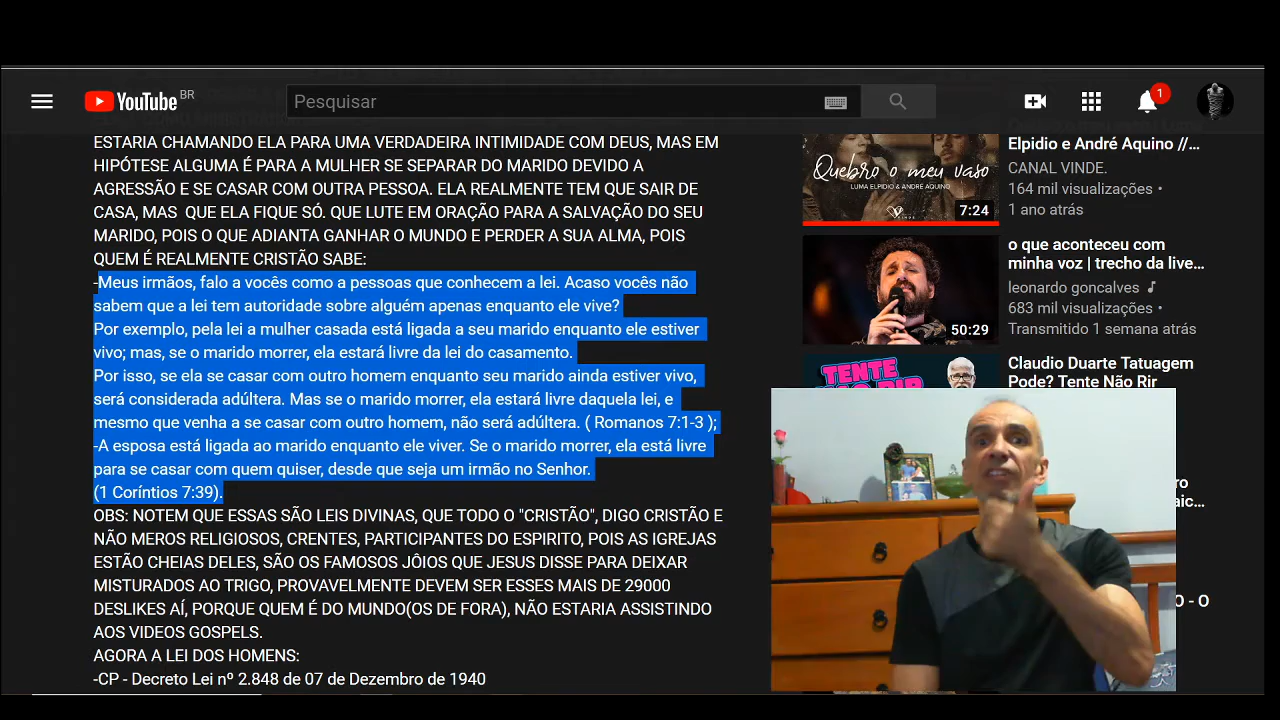 YouTube BR
Pesquisar
1
ESTARIA CHAMANDO ELA PARA UMA VERDADEIRA INTIMIDADE COM DEUS, MAS EM
HIPÓTESE ALGUMA É PARA A MULHER SE SEPARAR DO MARIDO DEVIDO A
AGRESSÃO E SE CASAR COM OUTRA PESSOA. ELA REALMENTE TEM QUE SAIR DE
CASA, MAS QUE ELA FIQUE SÓ. QUE LUTE EM ORAÇÃO PARA A SALVAÇÃO DO SEU
MARIDO, POIS O QUE ADIANTA GANHAR O MUNDO E PERDER A SUA ALMA, POIS
QUEM É REALMENTE CRISTÃO SABE:
-Meus irmãos, falo a vocês como a pessoas que conhecem a lei. Acaso vocês não
sabem que a lei tem autoridade sobre alguém apenas enquanto ele vive?
Por exemplo, pela lei a mulher casada está ligada a seu marido enquanto ele estiver
vivo; mas, se o marido morrer, ela estará livre da lei do casamento.
Por isso, se ela se casar com outro homem enquanto seu marido ainda estiver vivo,
será considerada adúltera. Mas se o marido morrer, ela estará livre daquela lei, e
mesmo que venha a se casar com outro homem, não será adúltera. ( Romanos 7:1-3 );
-A esposa está ligada ao marido enquanto ele viver. Se o marido morrer, ela está livre
para se casar com quem quiser, desde que seja um irmão no Senhor.
(1 Coríntios 7:39).
OBS: NOTEM QUE ESSAS SÃO LEIS DIVINAS, QUE TODO O "CRISTÃO", DIGO CRISTÃO E
NÃO MEROS RELIGIOSOS, CRENTES, PARTICIPANTES DO ESPIRITO, POIS AS IGREJAS
ESTÃO CHEIAS DELES, SÃO OS FAMOSOS JÔIOS QUE JESUS DISSE PARA DEIXAR
MISTURADOS AO TRIGO, PROVAVELMENTE DEVEM SER ESSES MAIS DE 29000
DESLIKES AÍ, PORQUE QUEM É DO MUNDO(OS DE FORA), NÃO ESTARIA ASSISTINDO
AOS VIDEOS GOSPELS.
AGORA A LEI DOS HOMENS:
-CP - Decreto Lei nº 2.848 de 07 de Dezembro de 1940
Quebro o meu vaso
LUMA ELPIDIO & ANDRÉ AQUINO
7:24
Elpidio e André Aquino //...
CANAL VINDE.
164 mil visualizações •
1 ano atrás
50:29
o que aconteceu com
minha voz | trecho da live...
leonardo goncalves
683 mil visualizações •
Transmitido 1 semana atrás
TENTE
NÃO RIR
Claudio Duarte Tatuagem
Pode? Tente Não Rir
ro
aic...
O - O